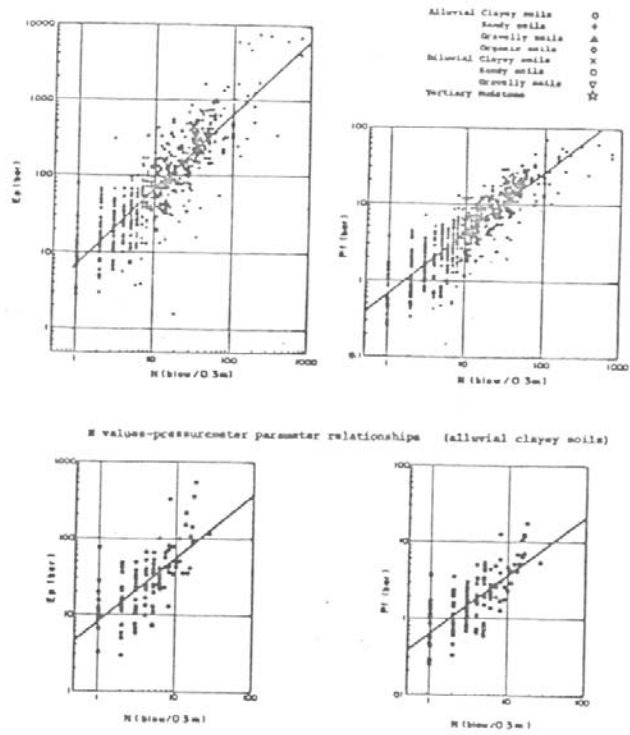 Alluvial Clayey soils o
Sandy soils +
Gravelly soils △
Organic soils ◇
Diluvial Clayey soils x
Sandy soils □
Gravelly soils ▽
Tertiary Mudstone ☆
10000
1000
100
10
1
Ep (bar)
1
10
100
1000
N (blow/0.3m)
100
10
1
0.1
Pf (bar)
1
10
100
1000
N (blow/0.3m)
N values-pressuremeter parameter relationships (alluvial clayey soils)
1000
100
10
1
Ep (bar)
1
10
100
N (blow/0.3m)
100
10
1
0.1
Pf (bar)
1
10
100
N (blow/0.3m)